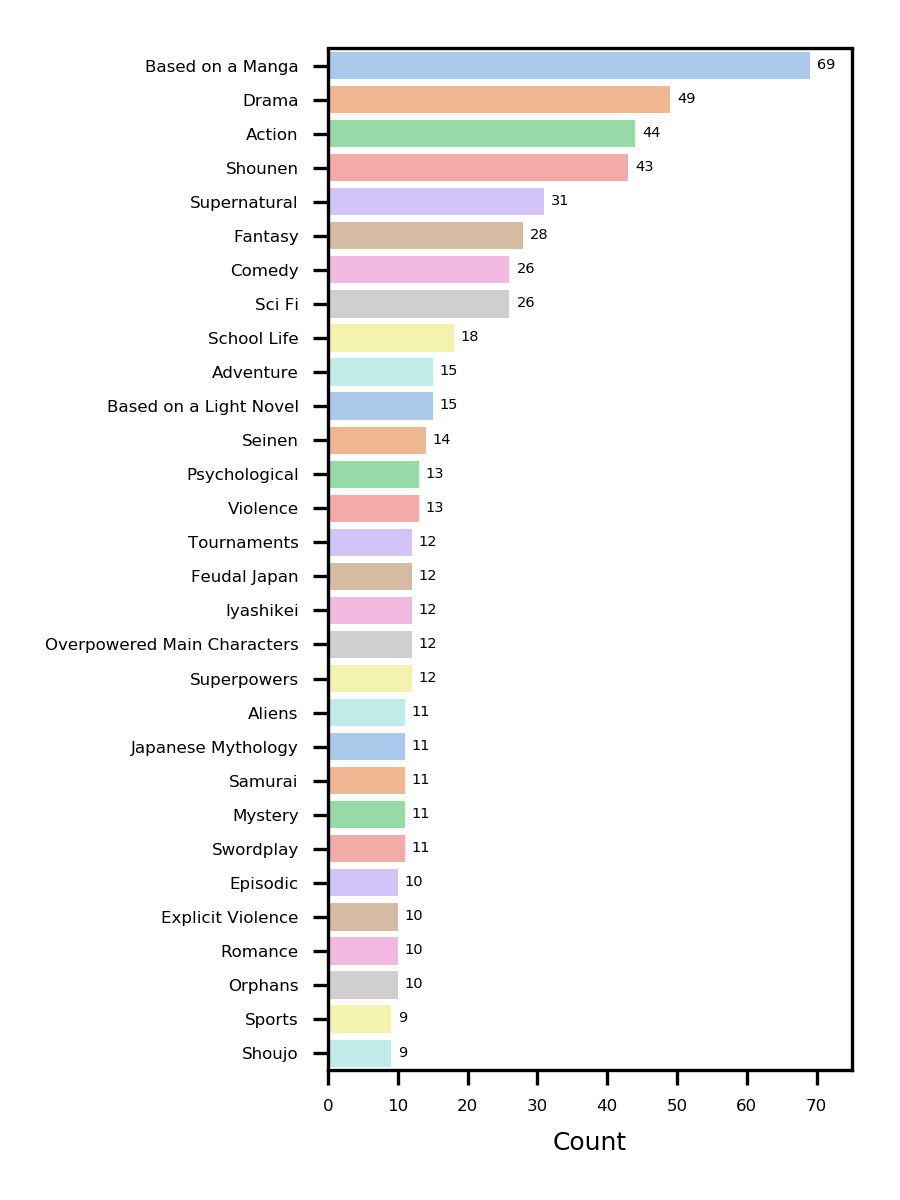 Based on a Manga 69
Drama 49
Action 44
Shounen 43
Supernatural 31
Fantasy 28
Comedy 26
Sci Fi 26
School Life 18
Adventure 15
Based on a Light Novel 15
Seinen 14
Psychological 13
Violence 13
Tournaments 12
Feudal Japan 12
Iyashikei 12
Overpowered Main Characters 12
Superpowers 12
Aliens 11
Japanese Mythology 11
Samurai 11
Mystery 11
Swordplay 11
Episodic 10
Explicit Violence 10
Romance 10
Orphans 10
Sports 9
Shoujo 9
0 10 20 30 40 50 60 70
Count